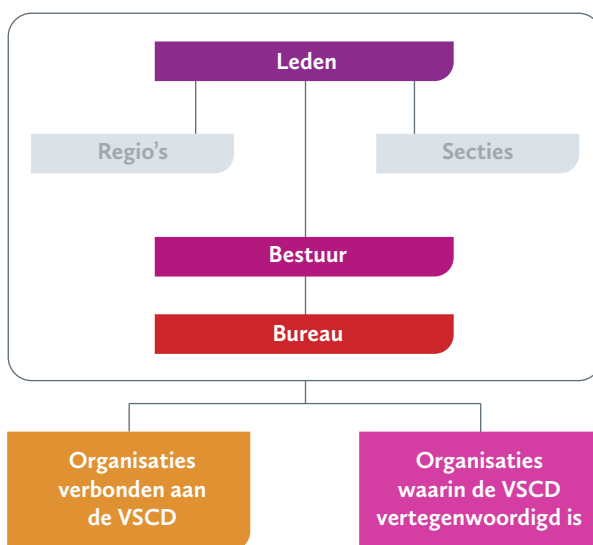 Leden
Regio's
Secties
Bestuur
Bureau
Organisaties
verbonden aan
de VSCD
Organisaties
waarin de VSCD
vertegenwoordigd is